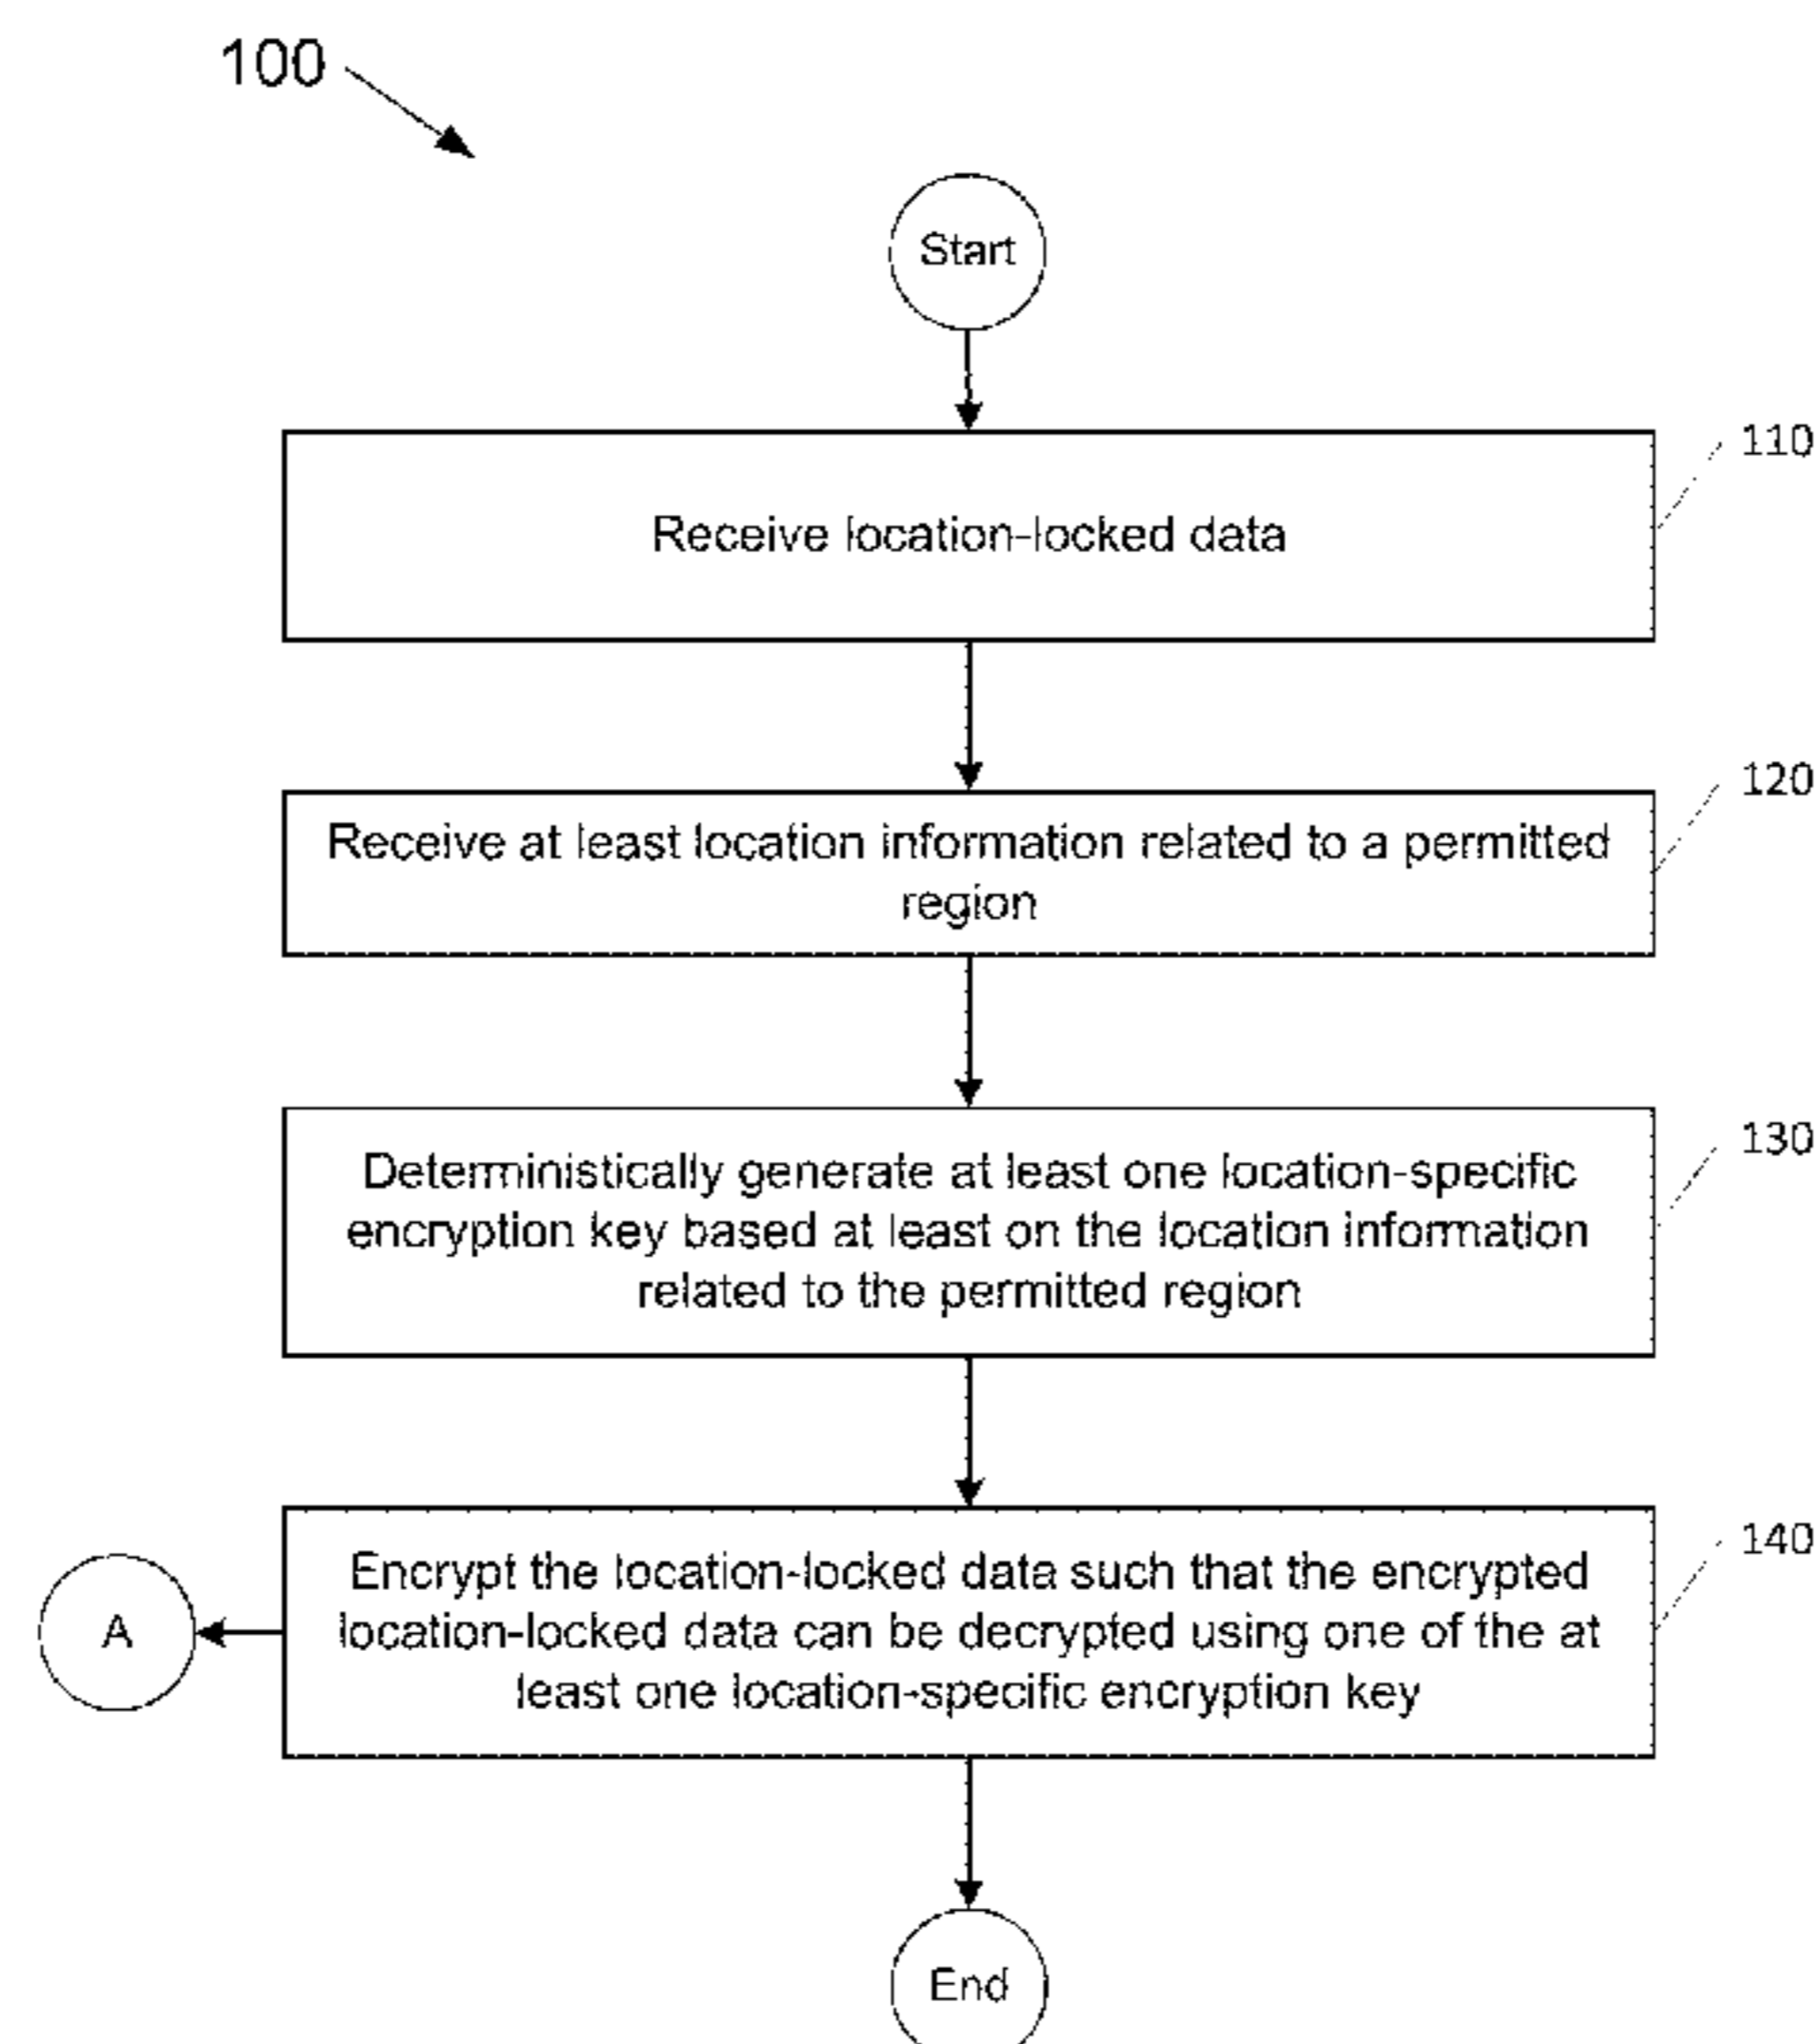 100
Start
110
Receive location-locked data
120
Receive at least location information related to a permitted
region
130
Deterministically generate at least one location-specific
encryption key based at least on the location information
related to the permitted region
140
Encrypt the location-locked data such that the encrypted
location-locked data can be decrypted using one of the at
least one location-specific encryption key
A
End